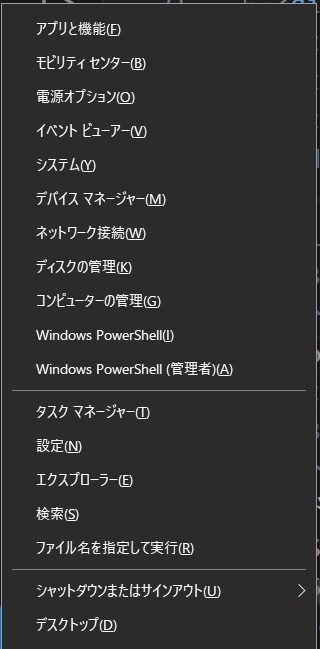 アプリと機能(F)
モビリティ センター(B)
電源オプション(O)
イベント ビューアー(V)
システム(Y)
デバイス マネージャー(M)
ネットワーク接続(W)
ディスクの管理(K)
コンピューターの管理(G)
Windows PowerShell(I)
Windows PowerShell (管理者)(A)
タスク マネージャー(T)
設定(N)
エクスプローラー(E)
検索(S)
ファイル名を指定して実行(R)
シャットダウンまたはサインアウト(U)
デスクトップ(D)